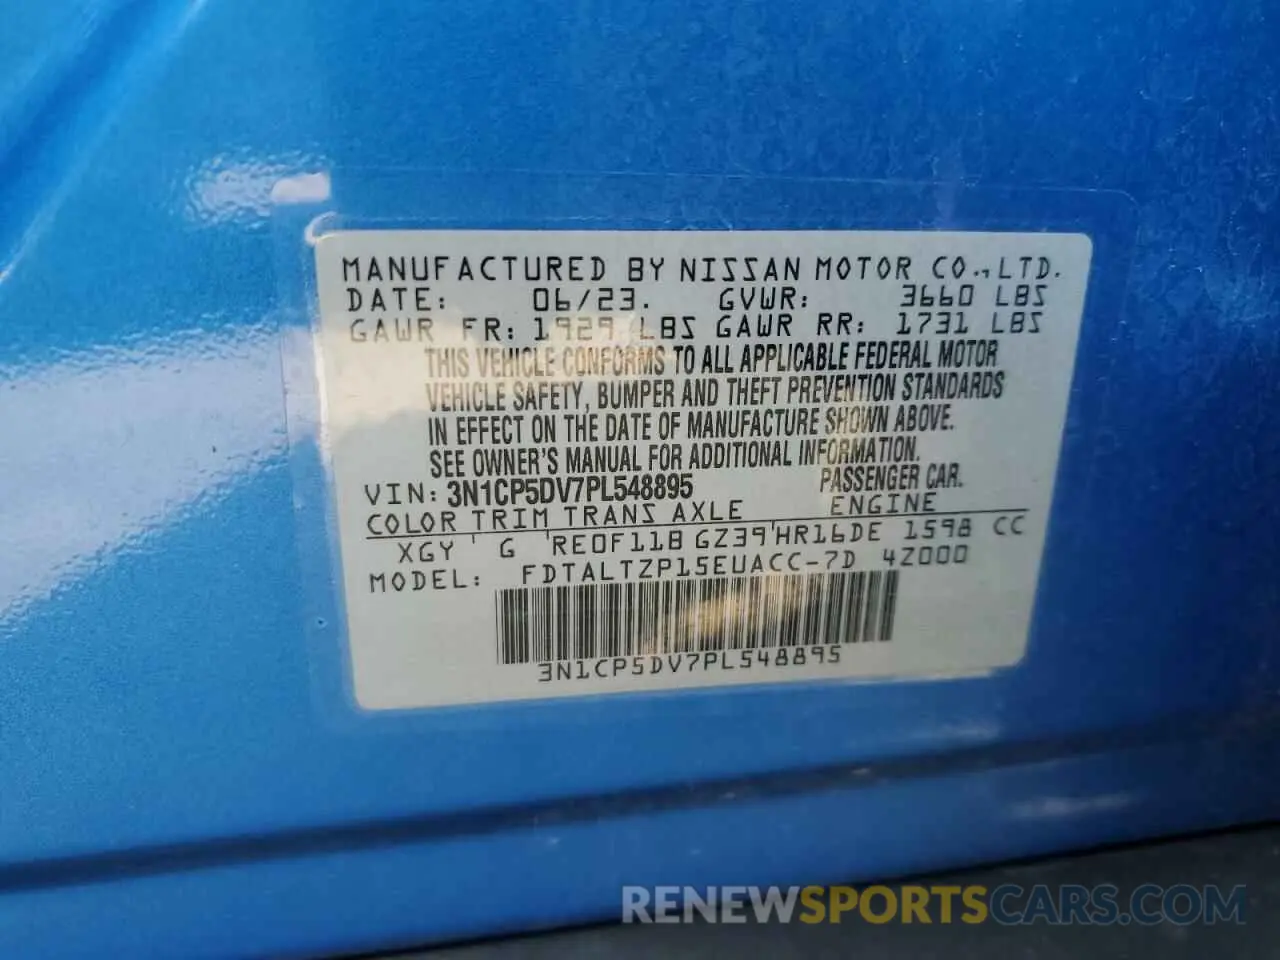 MANUFACTURED BY NISSAN MOTOR CO., LTD.
DATE: 06/23. GVWR: 3660 LBS
GAWR FR: 1929 LBS GAWR RR: 1731 LBS
THIS VEHICLE CONFORMS TO ALL APPLICABLE FEDERAL MOTOR
VEHICLE SAFETY, BUMPER AND THEFT PREVENTION STANDARDS
IN EFFECT ON THE DATE OF MANUFACTURE SHOWN ABOVE.
SEE OWNER'S MANUAL FOR ADDITIONAL INFORMATION.
VIN: 3N1CP5DV7PL548895 PASSENGER CAR.
COLOR TRIM TRANS AXLE ENGINE
XGY ' G 'RE0F11B GZ39'HR16DE 1598 CC
MODEL: FDTALTZP15EUACC-7D 4Z000
3N1CP5DV7PL548895
RENEWSPORTSCARS.COM